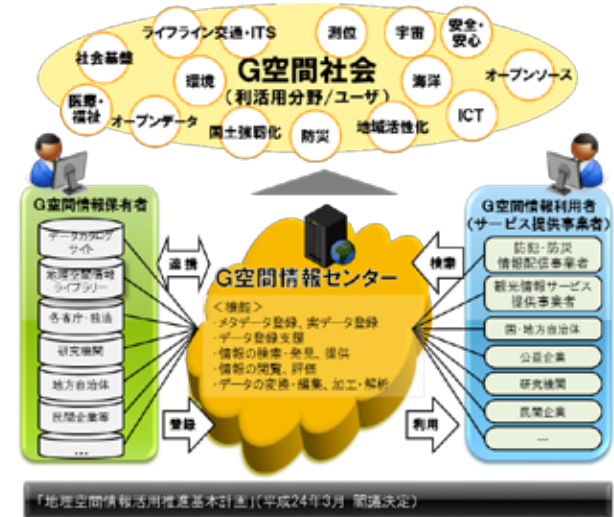 ライフライン
交通・ITS
測位
宇宙
安全・
安心
社会基盤
環境
G空間社会
(利活用分野/ユーザ)
海洋
オープンソース
医療・
福祉
オープンデータ
国土強靭化
防災
地域活性化
ICT
G空間情報保有者
データカタログ
サイト
地理空間情報
ライブラリー
各省庁・独法
研究機関
地方自治体
民間企業等
...
連携
登録
G空間情報センター
<機能>
・メタデータ登録、実データ登録
・データ登録支援
・情報の検索・発見、提供
・情報の閲覧、評価
・データの変換・編集、加工・解析
検索
利用
G空間情報利用者
(サービス提供事業者)
防犯・防災
情報配信事業者
観光情報サービス
提供事業者
国・地方自治体
公益企業
研究機関
民間企業
...
「地理空間情報活用推進基本計画」(平成24年3月 閣議決定)